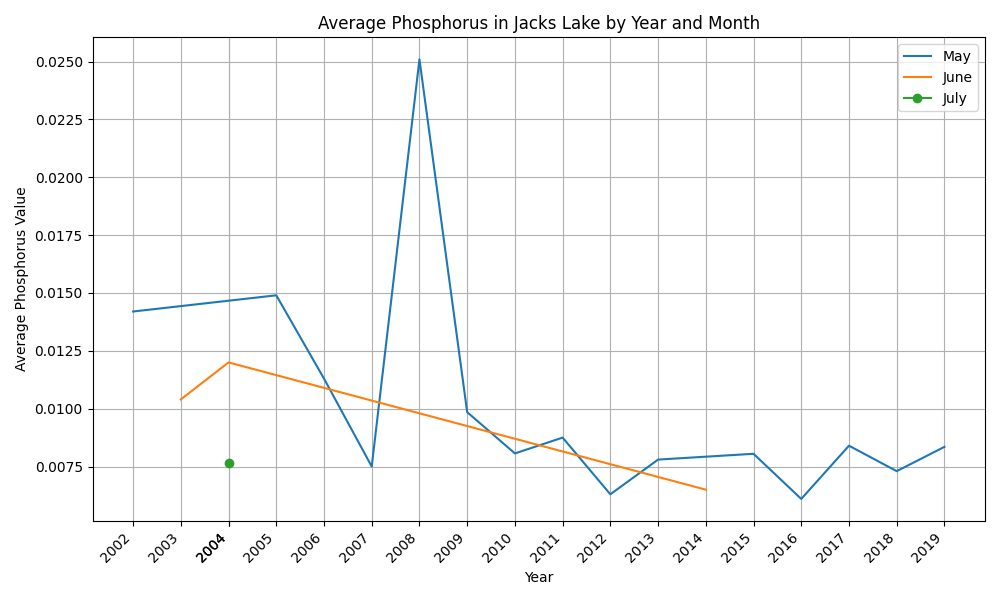 Average Phosphorus in Jacks Lake by Year and Month
May
June
July
0.0250
0.0225
0.0200
0.0175
0.0150
0.0125
0.0100
0.0075
Average Phosphorus Value
2002 2003 2004 2004 2005 2006 2007 2008 2009 2010 2011 2012 2013 2014 2015 2016 2017 2018 2019
Year